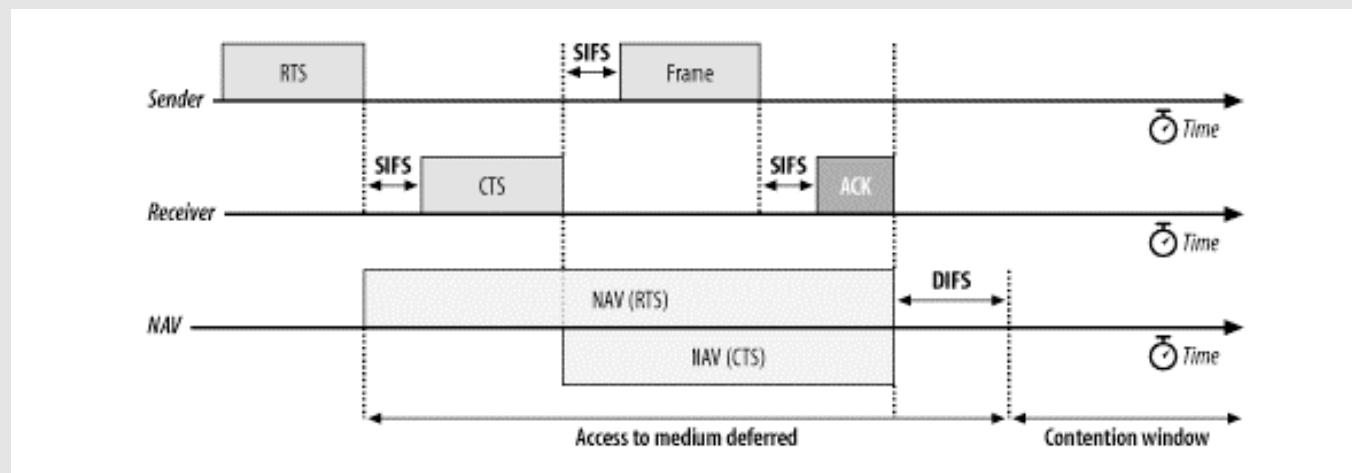 SIFS
RTS
Frame
Sender
Time
SIFS
SIFS
CTS
ACK
Receiver
Time
DIFS
NAV (RTS)
NAV
NAV (CTS)
Time
Access to medium deferred
Contention window